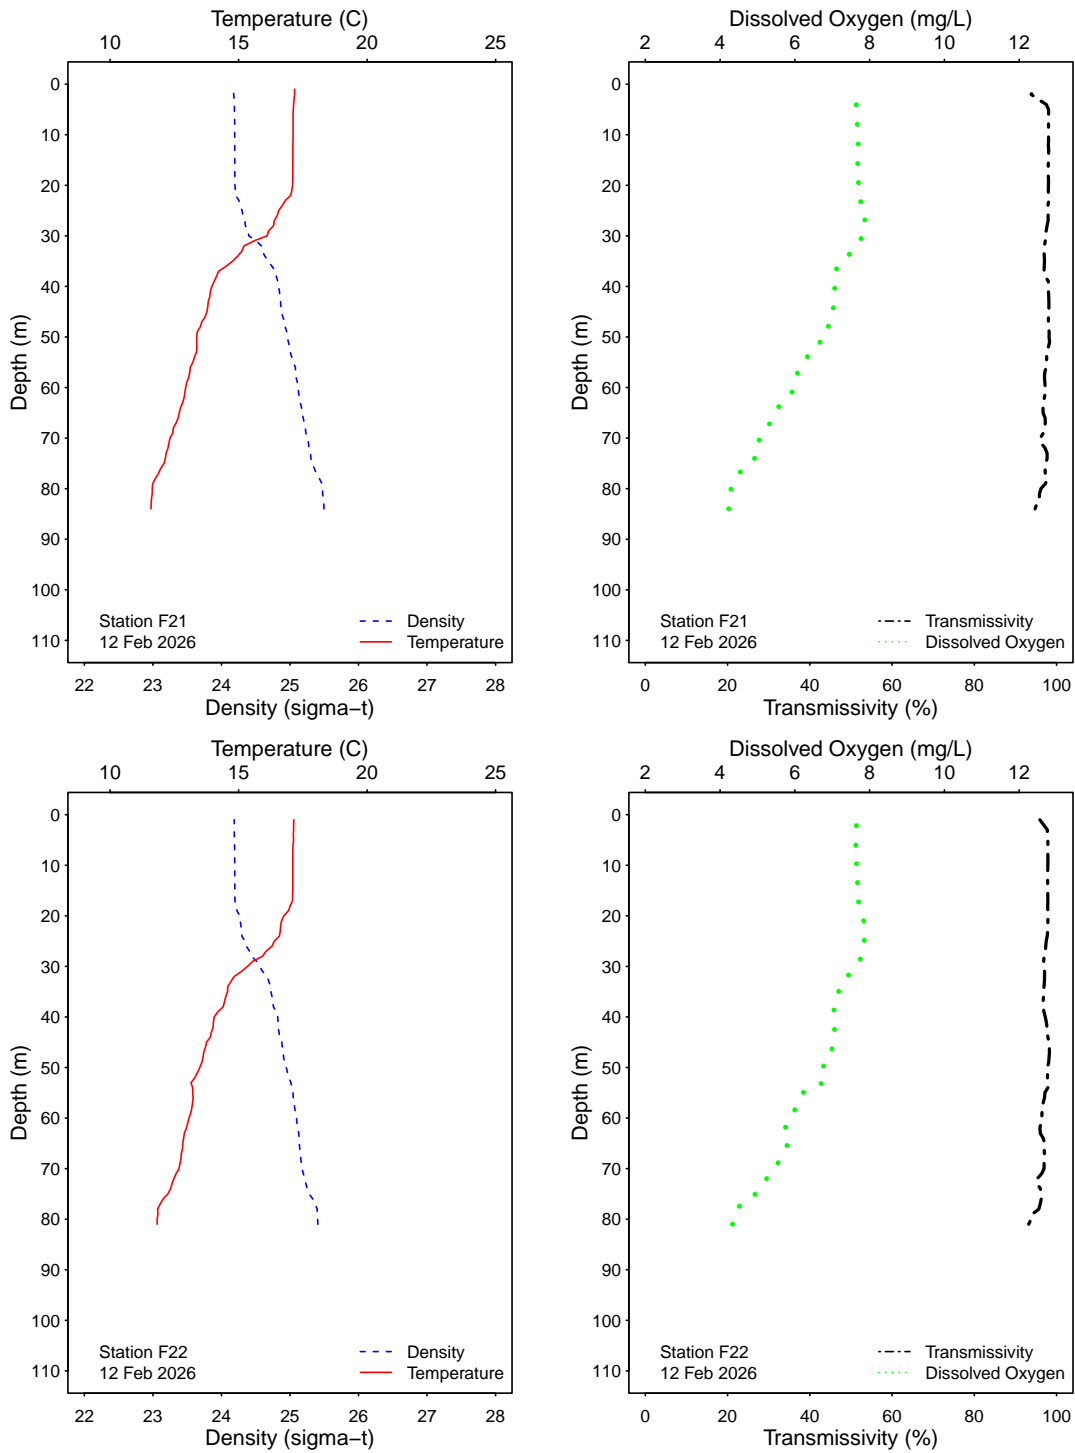 Temperature (C)
10 15 20 25
0
10
20
30
40
50
60
70
80
90
100
110
Depth (m)
Station F21
12 Feb 2026
Density
Temperature
22 23 24 25 26 27 28
Density (sigma−t)
Dissolved Oxygen (mg/L)
2 4 6 8 10 12
0
10
20
30
40
50
60
70
80
90
100
110
Depth (m)
Station F21
12 Feb 2026
Transmissivity
Dissolved Oxygen
0 20 40 60 80 100
Transmissivity (%)
Temperature (C)
10 15 20 25
0
10
20
30
40
50
60
70
80
90
100
110
Depth (m)
Station F22
12 Feb 2026
Density
Temperature
22 23 24 25 26 27 28
Density (sigma−t)
Dissolved Oxygen (mg/L)
2 4 6 8 10 12
0
10
20
30
40
50
60
70
80
90
100
110
Depth (m)
Station F22
12 Feb 2026
Transmissivity
Dissolved Oxygen
0 20 40 60 80 100
Transmissivity (%)